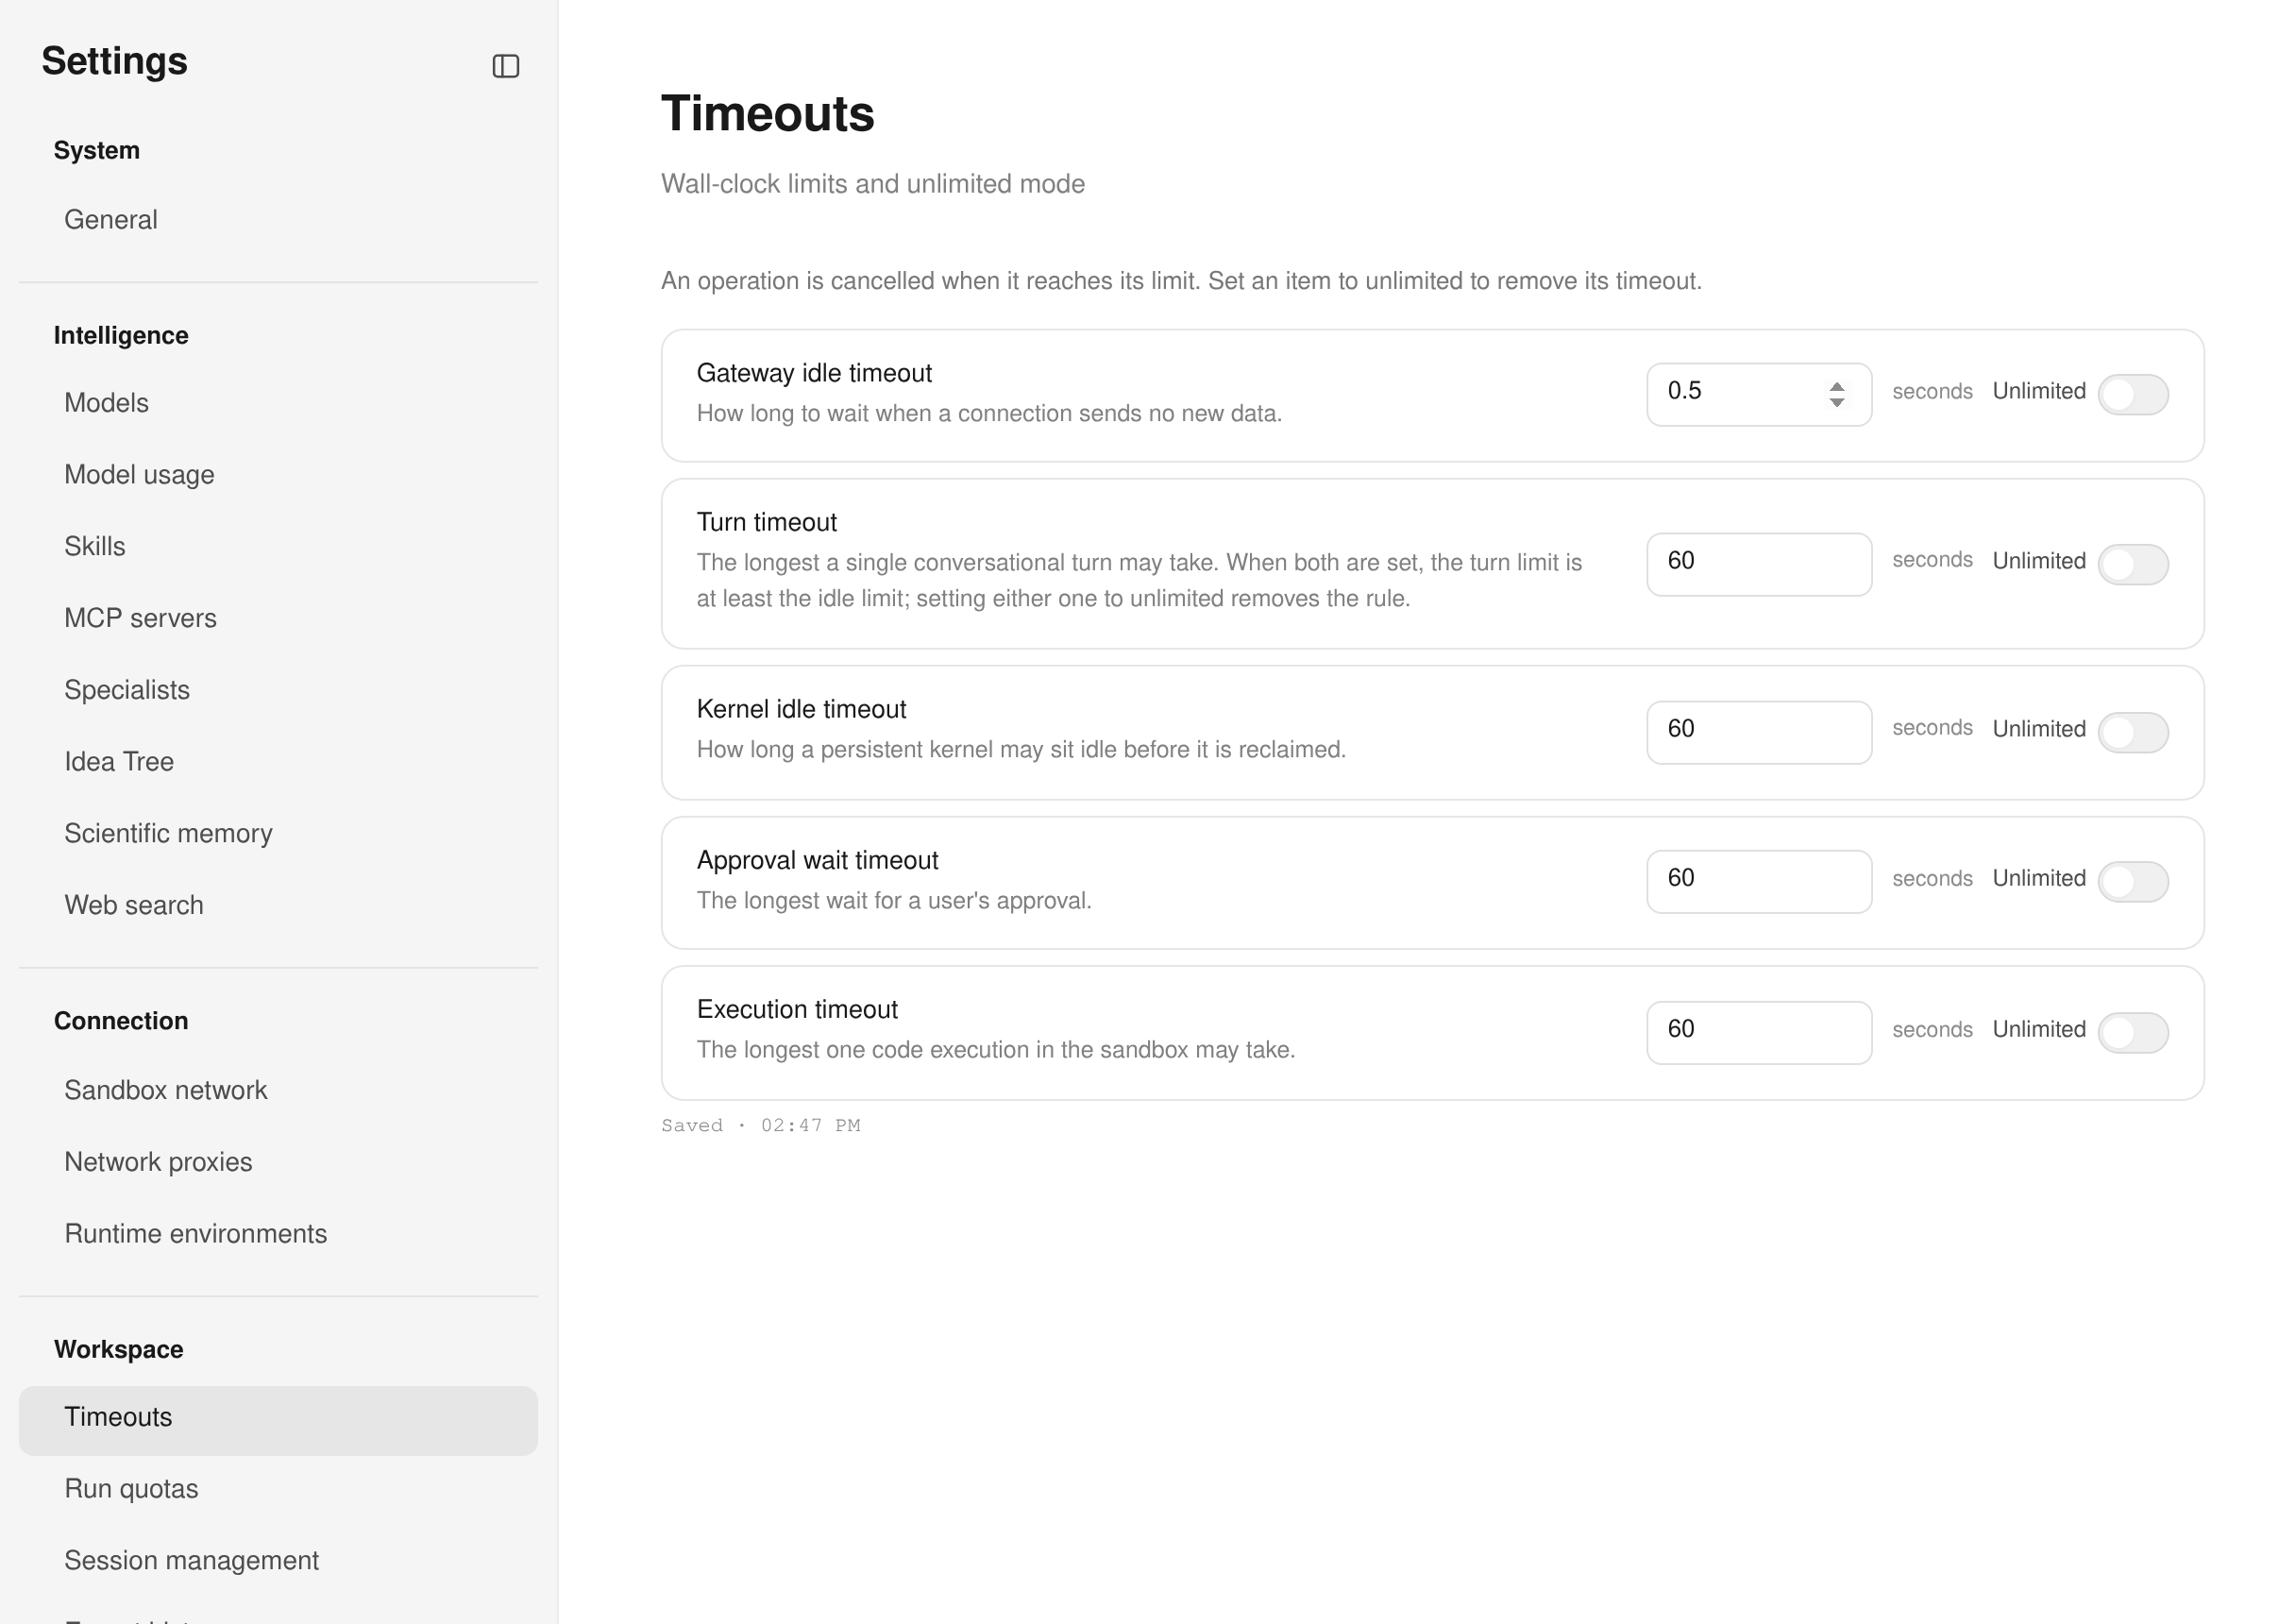 Settings
System
General
Intelligence
Models
Model usage
Skills
MCP servers
Specialists
Idea Tree
Scientific memory
Web search
Connection
Sandbox network
Network proxies
Runtime environments
Workspace
Timeouts
Run quotas
Session management
Timeouts
Wall-clock limits and unlimited mode
An operation is cancelled when it reaches its limit. Set an item to unlimited to remove its timeout.
Gateway idle timeout
How long to wait when a connection sends no new data.
0.5 seconds Unlimited
Turn timeout
The longest a single conversational turn may take. When both are set, the turn limit is
at least the idle limit; setting either one to unlimited removes the rule.
60 seconds Unlimited
Kernel idle timeout
How long a persistent kernel may sit idle before it is reclaimed.
60 seconds Unlimited
Approval wait timeout
The longest wait for a user's approval.
60 seconds Unlimited
Execution timeout
The longest one code execution in the sandbox may take.
60 seconds Unlimited
Saved · 02:47 PM